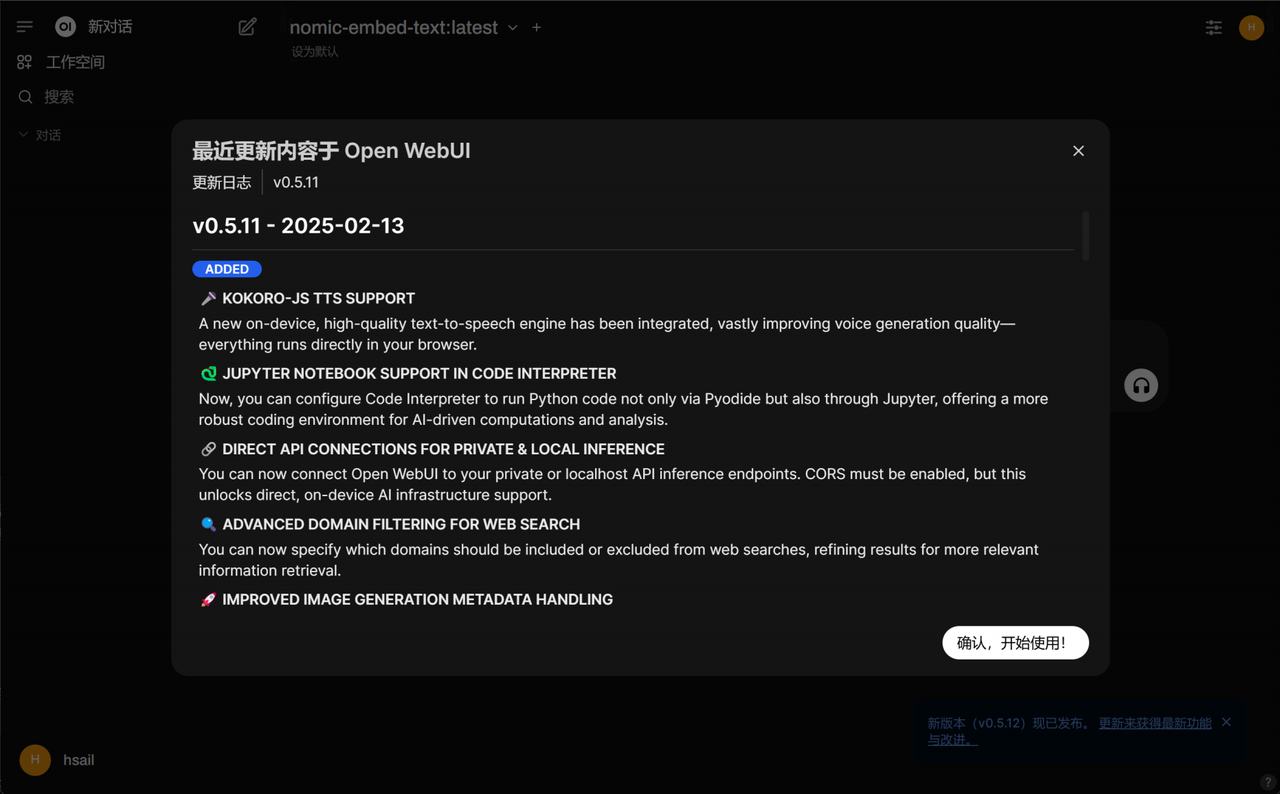 新对话
nomic-embed-text:latest
H
设为默认
工作空间
搜索
对话
最近更新内容于 Open WebUI
更新日志
v0.5.11
v0.5.11 - 2025-02-13
ADDED
KOKORO-JS TTS SUPPORT
A new on-device, high-quality text-to-speech engine has been integrated, vastly improving voice generation quality—
everything runs directly in your browser.
JUPYTER NOTEBOOK SUPPORT IN CODE INTERPRETER
Now, you can configure Code Interpreter to run Python code not only via Pyodide but also through Jupyter, offering a more
robust coding environment for AI-driven computations and analysis.
DIRECT API CONNECTIONS FOR PRIVATE & LOCAL INFERENCE
You can now connect Open WebUI to your private or localhost API inference endpoints. CORS must be enabled, but this
unlocks direct, on-device AI infrastructure support.
ADVANCED DOMAIN FILTERING FOR WEB SEARCH
You can now specify which domains should be included or excluded from web searches, refining results for more relevant
information retrieval.
IMPROVED IMAGE GENERATION METADATA HANDLING
确认，开始使用！
新版本（v0.5.12）现已发布。 更新来获得最新功能
与改进。
H
hsail
?